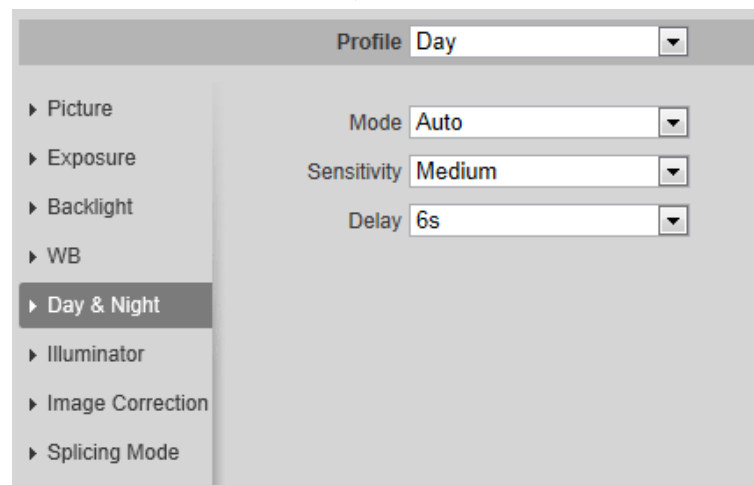 Profile Day
Picture
Mode Auto
Exposure
Sensitivity Medium
Backlight
Delay 6s
WB
Day & Night
Illuminator
Image Correction
Splicing Mode